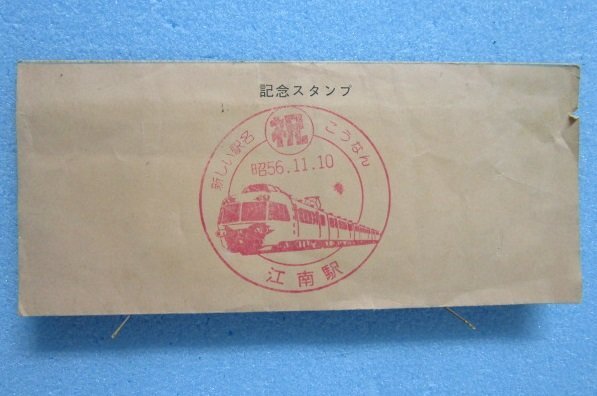 記念スタンプ
祝
新しい駅名 こうなん
昭56.11.10
江南駅